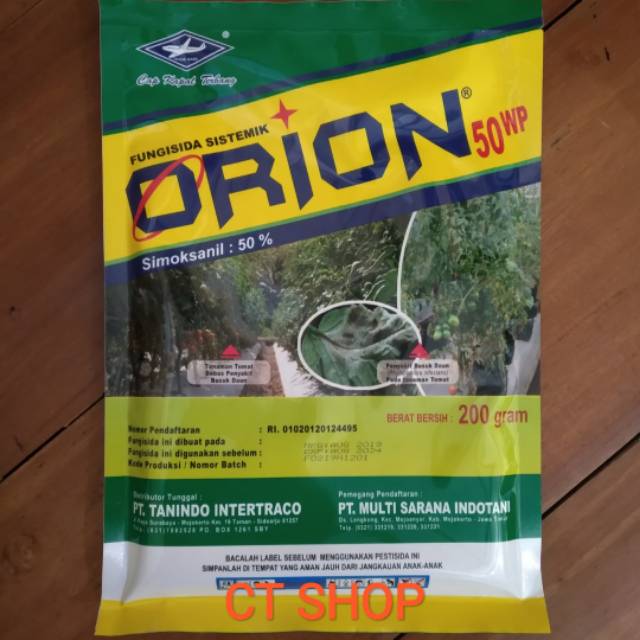 Cap Kapal Terbang
FUNGISIDA SISTEMIK
ORION®
50WP
Simoksanil : 50 %
Tanaman Tomat
Bebas Penyakit
Busuk Daun
Penyakit Busuk Daun
Pada tanaman Tomat
BERAT BERSIH : 200 gram
Nomor Pendaftaran : RI. 01020120124495
Fungisida ini dibuat pada :
Fungisida ini digunakan sebelum :
Kode Produksi / Nomor Batch :
Distributor Tunggal :
PT. TANINDO INTERTRACO
Pemegang Pendaftaran :
PT. MULTI SARANA INDOTANI
BACALAH LABEL SEBELUM MENGGUNAKAN PESTISIDA INI
SIMPANLAH DI TEMPAT YANG AMAN JAUH DARI JANGKAUAN ANAK-ANAK
CT SHOP